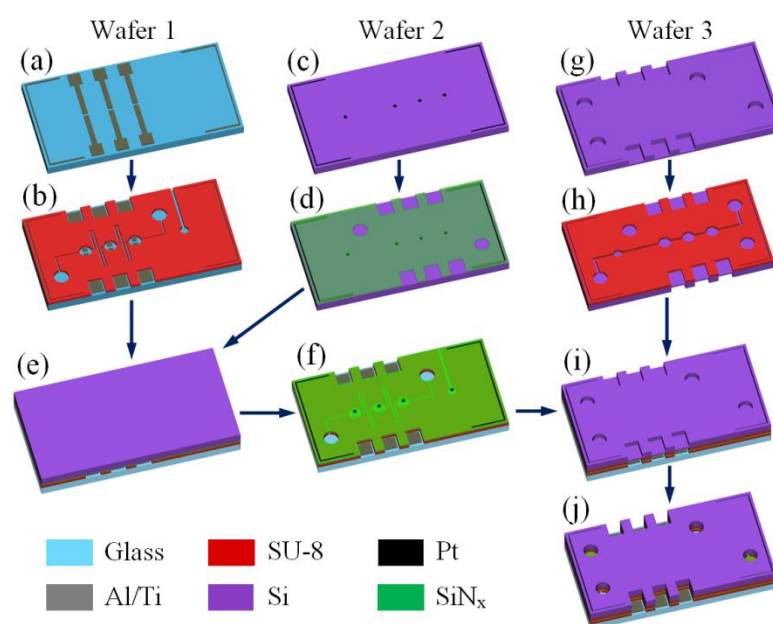 Wafer 1 Wafer 2 Wafer 3
(a) (c) (g)
(b) (d) (h)
(e) (f) (i)
(j)
Glass SU-8 Pt
Al/Ti Si SiNₓ